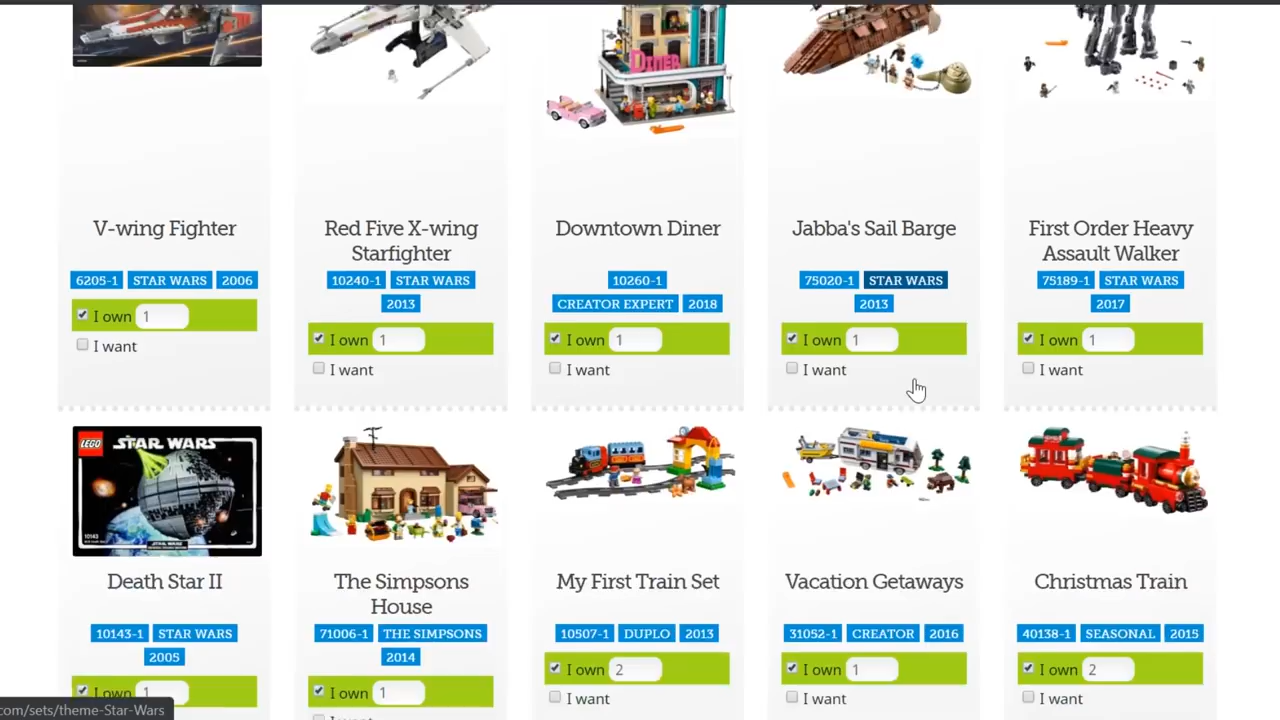 DINER
V-wing Fighter
6205-1 STAR WARS 2006
I own 1
I want
Red Five X-wing
Starfighter
10240-1 STAR WARS
2013
I own 1
I want
Downtown Diner
10260-1
CREATOR EXPERT 2018
I own 1
I want
Jabba's Sail Barge
75020-1 STAR WARS
2013
I own 1
I want
First Order Heavy
Assault Walker
75189-1 STAR WARS
2017
I own 1
I want
LEGO STAR WARS
10143
Death Star II
10143-1 STAR WARS
2005
I own 1
The Simpsons
House
71006-1 THE SIMPSONS
2014
I own 1
I want
My First Train Set
10507-1 DUPLO 2013
I own 2
I want
Vacation Getaways
31052-1 CREATOR 2016
I own 1
I want
Christmas Train
40138-1 SEASONAL 2015
I own 2
I want
com/sets/theme-Star-Wars